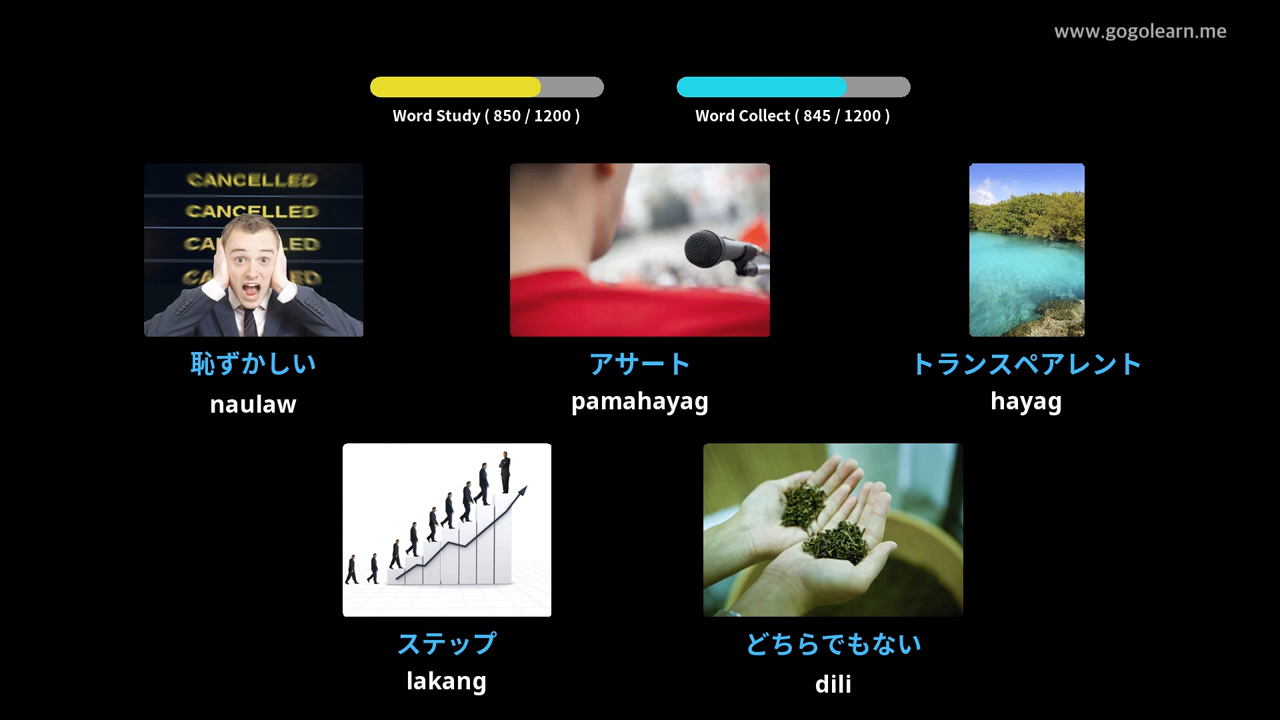 www.gogolearn.me
Word Study ( 850 / 1200 )
Word Collect ( 845 / 1200 )
CANCELLED
CANCELLED
恥ずかしい
naulaw
アサート
pamahayag
トランスペアレント
hayag
ステップ
lakang
どちらでもない
dili